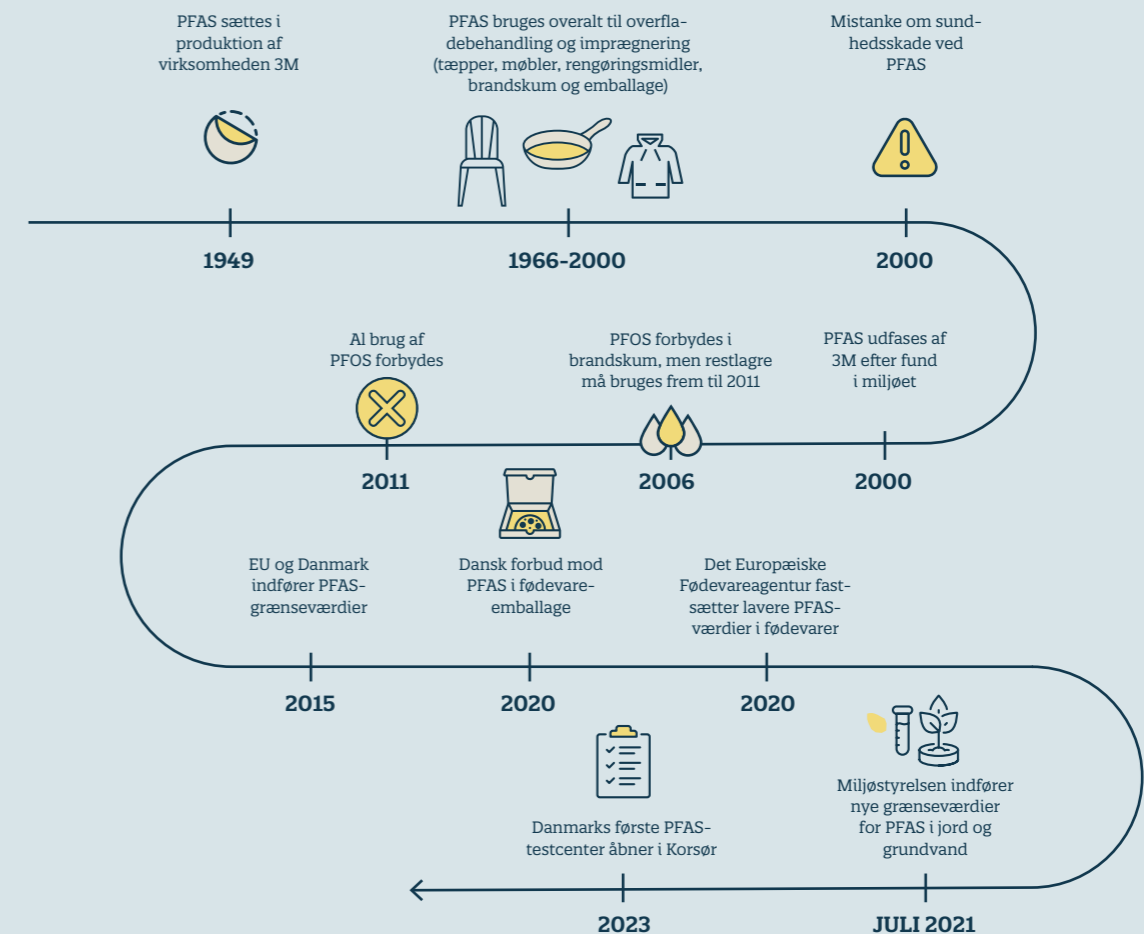 PFAS sættes i
produktion af
virksomheden 3M
1949
PFAS bruges overalt til overfla-
debehandling og imprægnering
(tæpper, møbler, rengøringsmidler,
brandskum og emballage)
1966-2000
Mistanke om sund-
hedsskade ved
PFAS
2000
PFAS udfases af
3M efter fund
i miljøet
2000
PFOS forbydes i
brandskum, men restlagre
må bruges frem til 2011
2006
Al brug af
PFOS forbydes
2011
EU og Danmark
indfører PFAS-
grænseværdier
2015
Dansk forbud mod
PFAS i fødevare-
emballage
2020
Det Europæiske
Fødevareagentur fast-
sætter lavere PFAS-
værdier i fødevarer
2020
Miljøstyrelsen indfører
nye grænseværdier
for PFAS i jord og
grundvand
JULI 2021
Danmarks første PFAS-
testcenter åbner i Korsør
2023